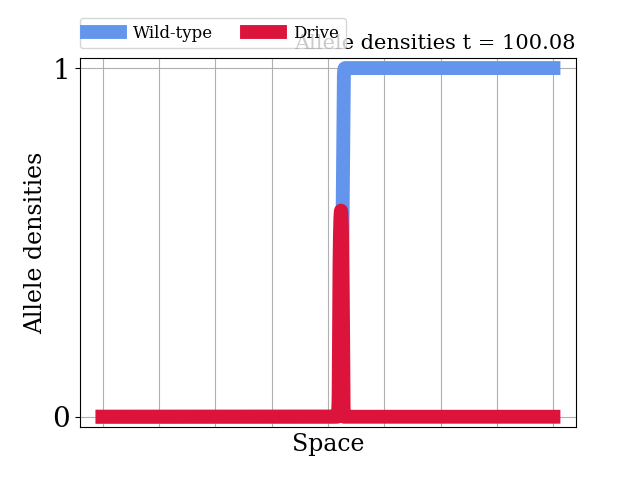 Wild-type Drive
Allele densities t = 100.08
1
Allele densities
0
Space